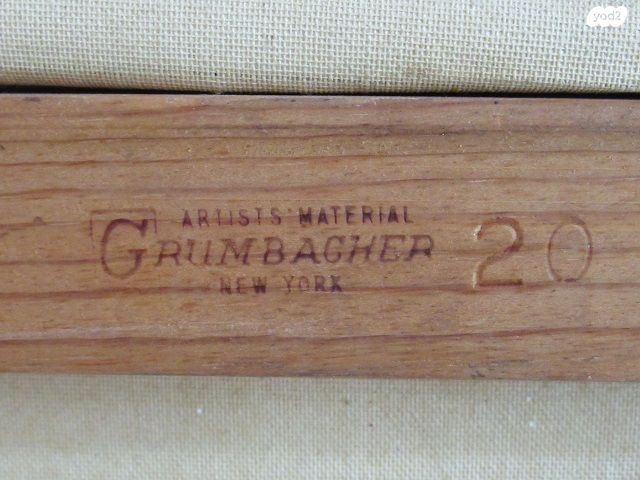 yad2
ARTISTS' MATERIAL
GRUMBACHER 20
NEW YORK